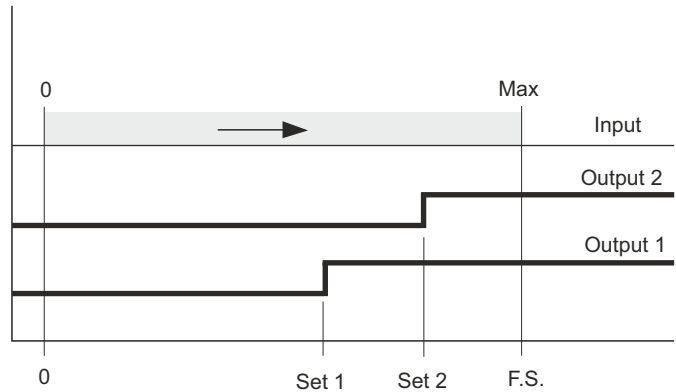 0 Max
Input
Output 2
Output 1
0 Set 1 Set 2 F.S.